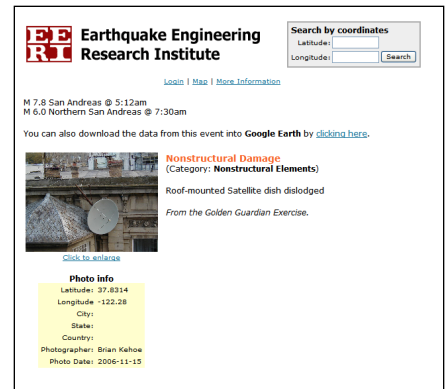 EE
RI
Earthquake Engineering
Research Institute
Search by coordinates
Latitude:
Longitude:
Search
Login | Map | More Information
M 7.8 San Andreas @ 5:12am
M 6.0 Northern San Andreas @ 7:30am
You can also download the data from this event into Google Earth by clicking here.
Nonstructural Damage
(Category: Nonstructural Elements)
Roof-mounted Satellite dish dislodged
From the Golden Guardian Exercise.
Click to enlarge
Photo info
Latitude: 37.8314
Longitude -122.28
City:
State:
Country:
Photographer: Brian Kehoe
Photo Date: 2006-11-15